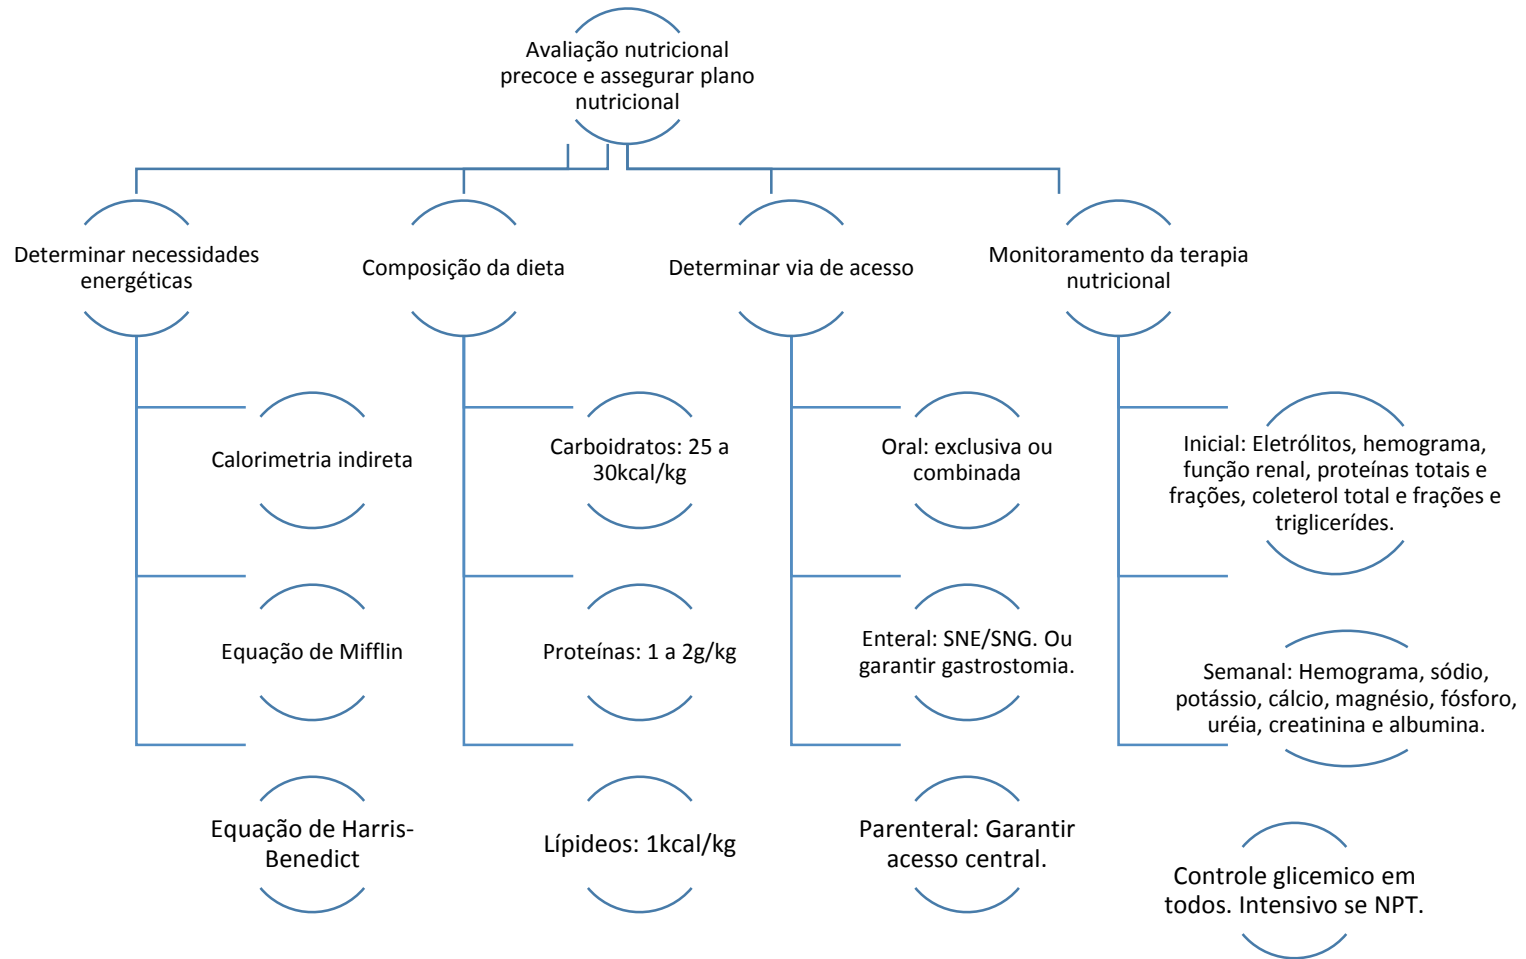 Avaliação nutricional
precoce e assegurar plano
nutricional
Determinar necessidades
energéticas
Composição da dieta
Determinar via de acesso
Monitoramento da terapia
nutricional
Calorimetria indireta
Carboidratos: 25 a
30kcal/kg
Oral: exclusiva ou
combinada
Inicial: Eletrólitos, hemograma,
função renal, proteínas totais e
frações, coleterol total e frações e
triglicerídes.
Equação de Mifflin
Proteínas: 1 a 2g/kg
Enteral: SNE/SNG. Ou
garantir gastrostomia.
Semanal: Hemograma, sódio,
potássio, cálcio, magnésio, fósforo,
uréia, creatinina e albumina.
Equação de Harris-
Benedict
Lípideos: 1kcal/kg
Parenteral: Garantir
acesso central.
Controle glicemico em
todos. Intensivo se NPT.